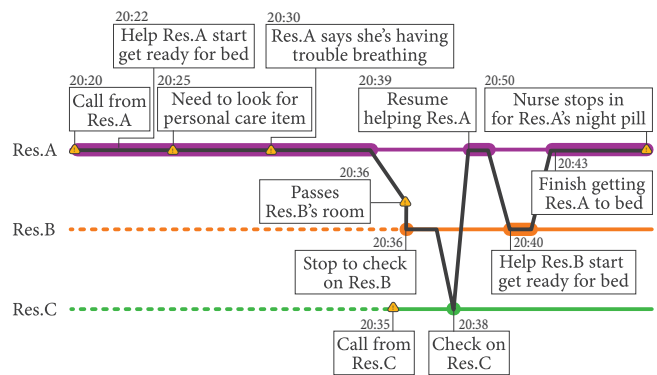 20:20
Call from
Res.A
20:22
Help Res.A start
get ready for bed
20:25
Need to look for
personal care item
20:30
Res.A says she's having
trouble breathing
20:39
Resume
helping Res.A
20:50
Nurse stops in
for Res.A's night pill
Res.A
20:36
Passes
Res.B's room
20:43
Finish getting
Res.A to bed
Res.B
20:36
Stop to check
on Res.B
20:40
Help Res.B start
get ready for bed
Res.C
20:35
Call from
Res.C
20:38
Check on
Res.C